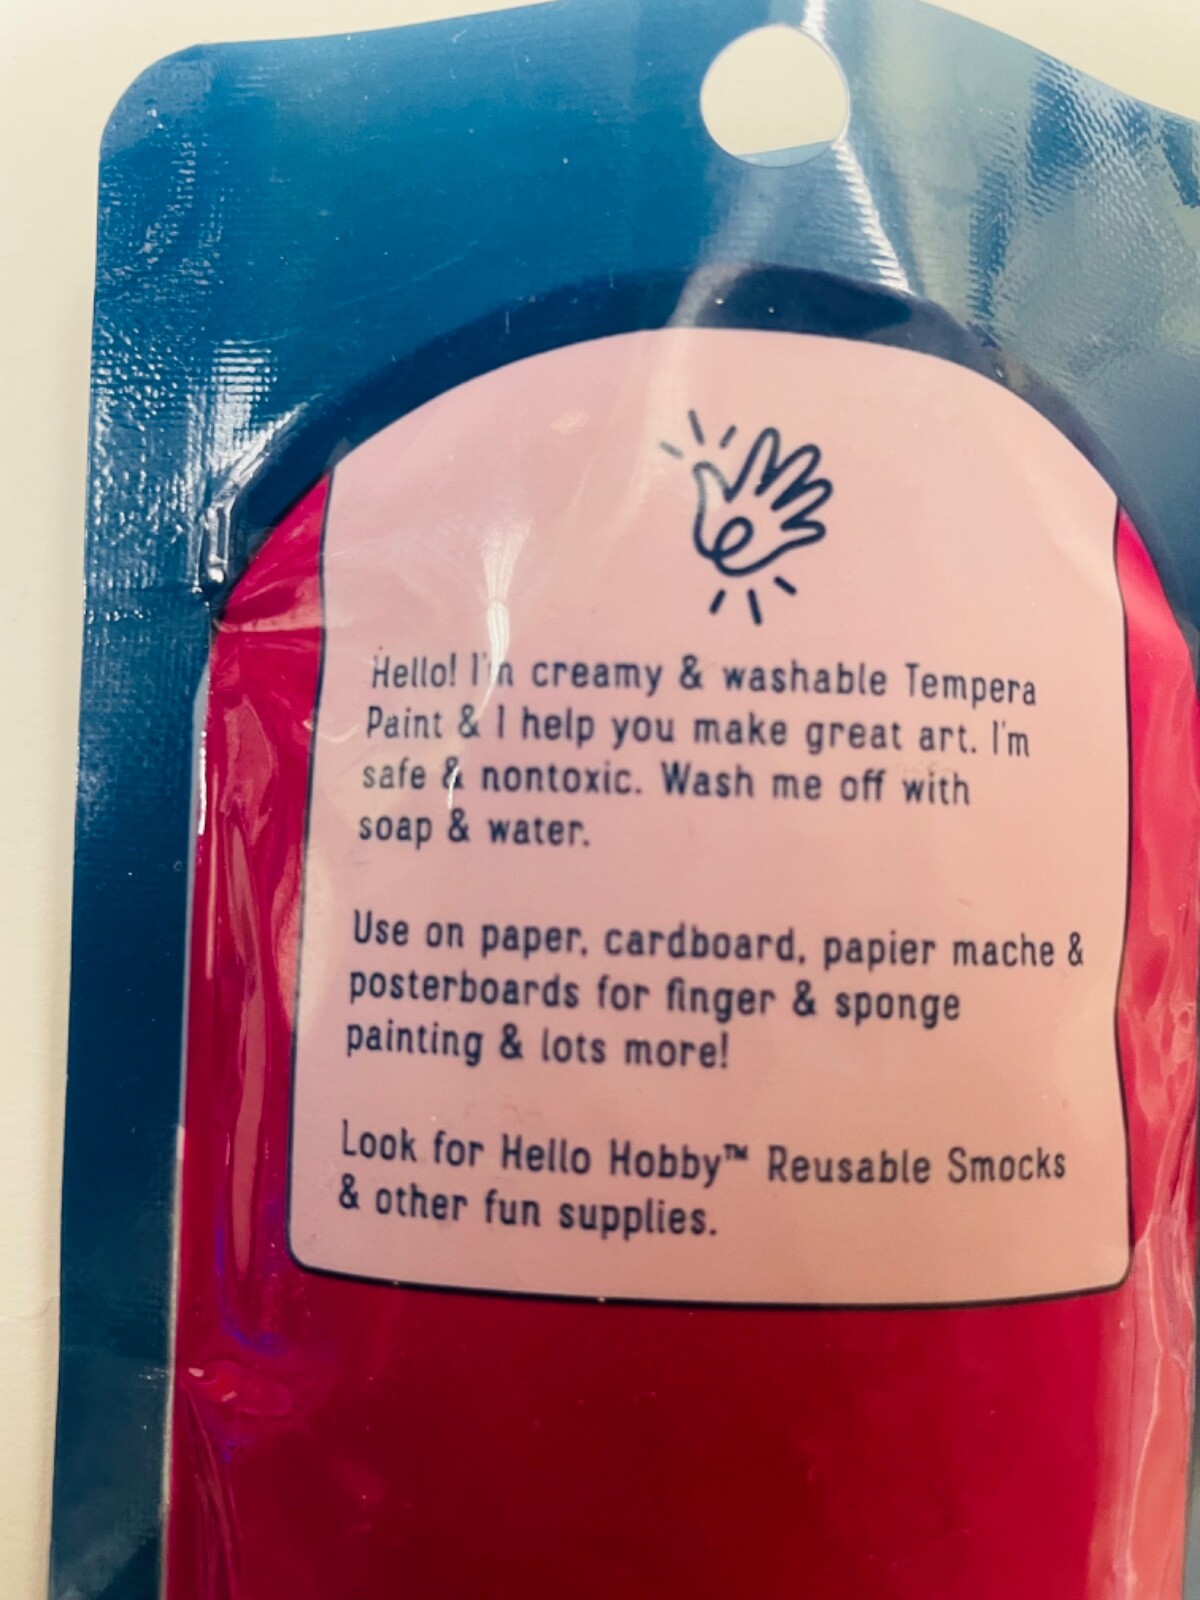 Hello! I'm creamy & washable Tempera
Paint & I help you make great art. I'm
safe & nontoxic. Wash me off with
soap & water.
Use on paper, cardboard, papier mache &
posterboards for finger & sponge
painting & lots more!
Look for Hello Hobby™ Reusable Smocks
& other fun supplies.